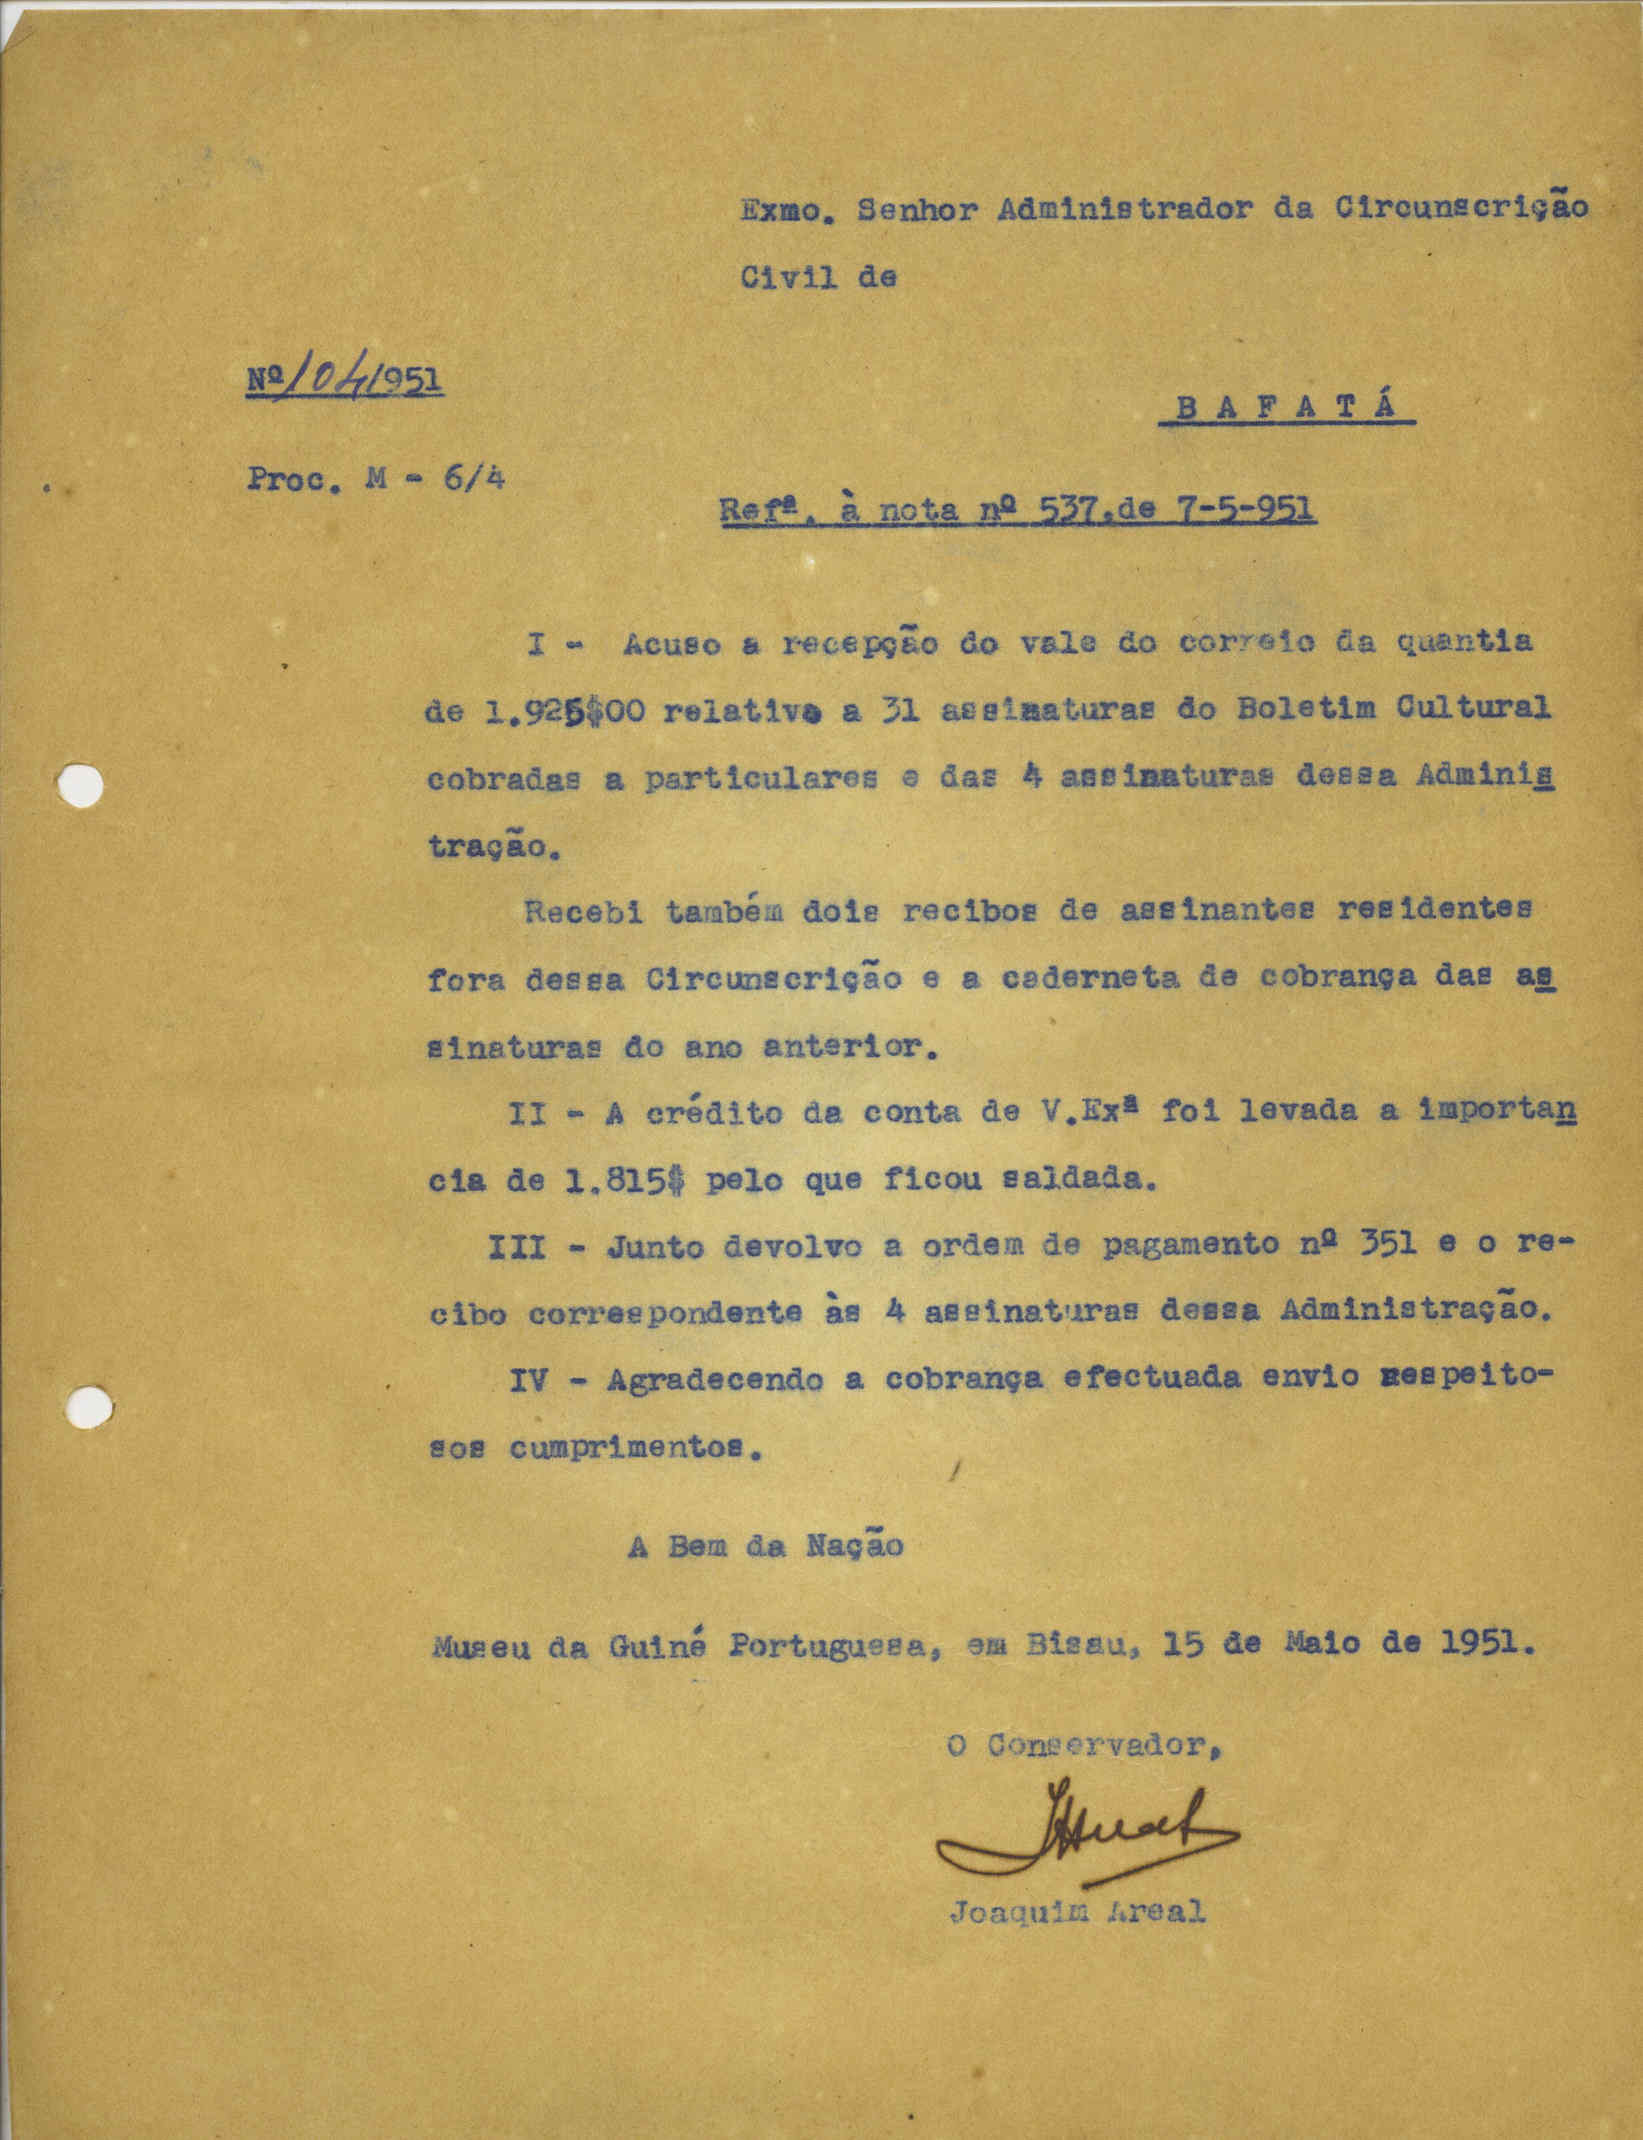 Exmo. Senhor Administrador da Circunscrição
Civil de
Nº104/951
B A F A T Á
Proc. M - 6/4
Refª. à nota nº 537,de 7-5-951
I - Acuso a recepção do vale do correio da quantia
de 1.925$00 relativo a 31 assinaturas do Boletim Cultural
cobradas a particulares e das 4 assinaturas dessa Adminis
tração.
Recebi também dois recibos de assinantes residentes
fora dessa Circunscrição e a caderneta de cobrança das as
sinaturas do ano anterior.
II - A crédito da conta de V.Exª foi levada a importan
cia de 1.815$ pelo que ficou saldada.
III - Junto devolvo a ordem de pagamento nº 351 e o re-
cibo correspondente às 4 assinaturas dessa Administração.
IV - Agradecendo a cobrança efectuada envio respeito-
sos cumprimentos.
A Bem da Nação
Museu da Guiné Portuguesa, em Bissau, 15 de Maio de 1951.
O Conservador,
Joaquim Areal